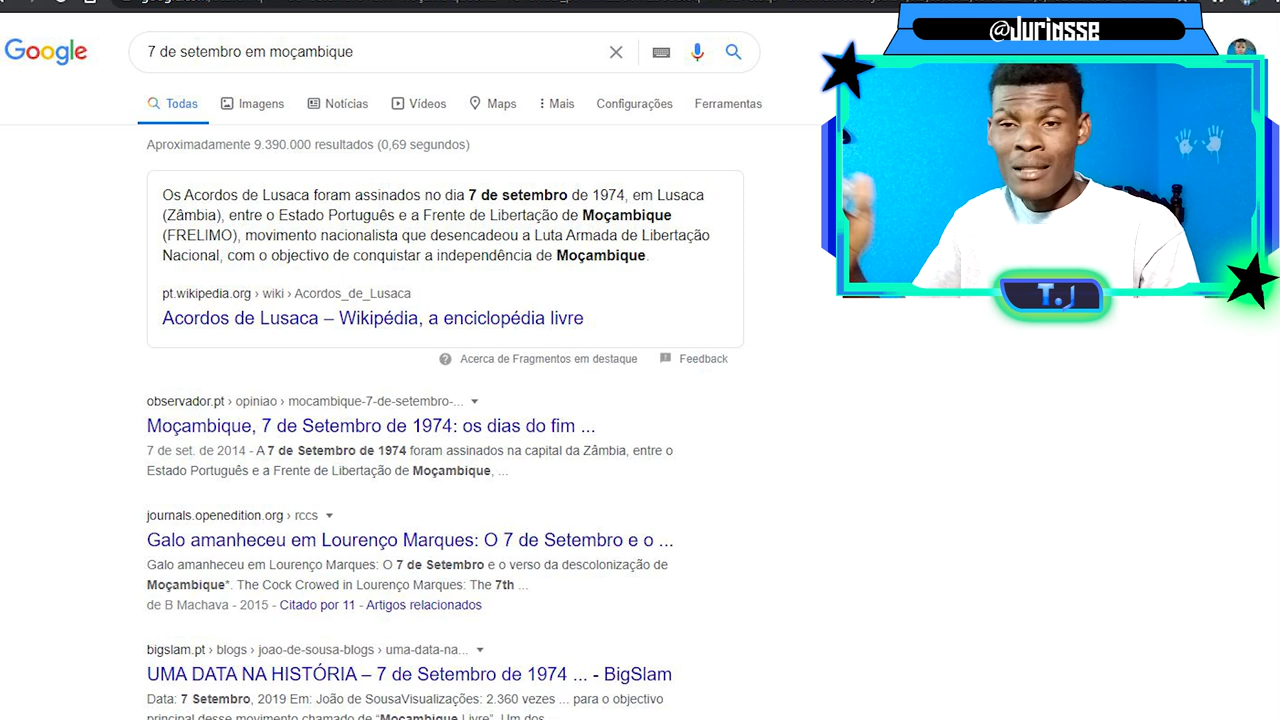 Google
7 de setembro em moçambique
@Juriasse
Todas
Imagens
Notícias
Vídeos
Maps
Mais
Configurações
Ferramentas
Aproximadamente 9.390.000 resultados (0,69 segundos)
Os Acordos de Lusaca foram assinados no dia 7 de setembro de 1974, em Lusaca
(Zâmbia), entre o Estado Português e a Frente de Libertação de Moçambique
(FRELIMO), movimento nacionalista que desencadeou a Luta Armada de Libertação
Nacional, com o objectivo de conquistar a independência de Moçambique.
pt.wikipedia.org › wiki › Acordos_de_Lusaca
Acordos de Lusaca – Wikipédia, a enciclopédia livre
T.J
Acerca de Fragmentos em destaque
Feedback
observador.pt › opiniao › mocambique-7-de-setembro-...
Moçambique, 7 de Setembro de 1974: os dias do fim ...
7 de set. de 2014 - A 7 de Setembro de 1974 foram assinados na capital da Zâmbia, entre o
Estado Português e a Frente de Libertação de Moçambique, ...
journals.openedition.org › rccs
Galo amanheceu em Lourenço Marques: O 7 de Setembro e o ...
Galo amanheceu em Lourenço Marques: O 7 de Setembro e o verso da descolonização de
Moçambique*. The Cock Crowed in Lourenço Marques: The 7th ...
de B Machava - 2015 - Citado por 11 - Artigos relacionados
bigslam.pt › blogs › joao-de-sousa-blogs › uma-data-na...
UMA DATA NA HISTÓRIA – 7 de Setembro de 1974 ... - BigSlam
Data: 7 Setembro, 2019 Em: João de SousaVisualizações: 2.360 vezes ... para o objectivo
principal desse movimento chamado de “Moçambique Livre”. Um dos